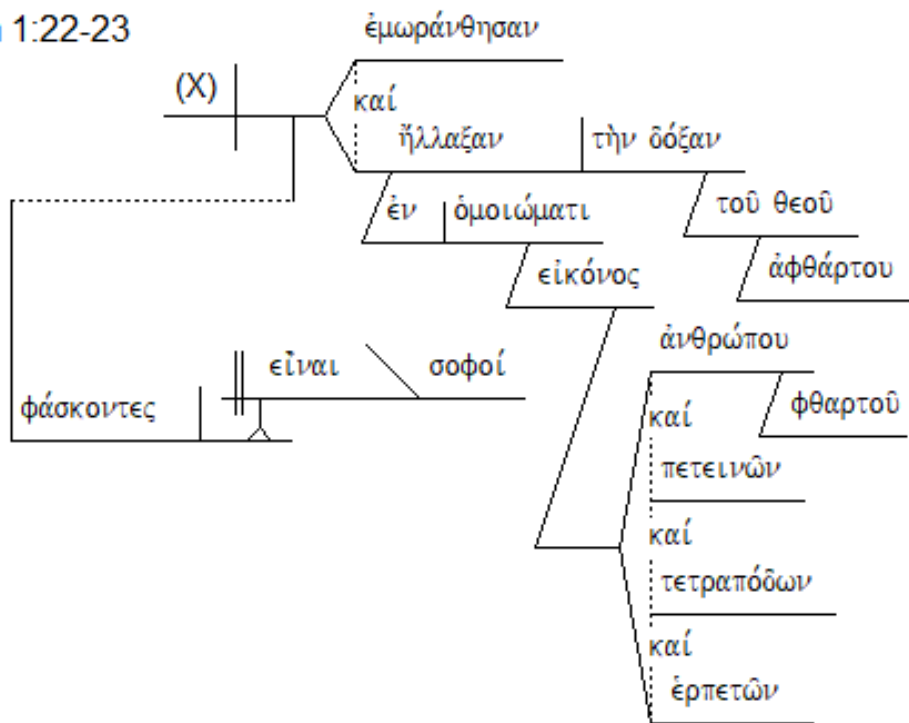 1:22-23
ἐμωράνθησαν
(X)
καί
ἤλλαξαν τὴν δόξαν
ἐν ὁμοιώματι τοῦ θεοῦ
εἰκόνος ἀφθάρτου
ἀνθρώπου
εἶναι σοφοί
φάσκοντες καί φθαρτοῦ
πετεινῶν
καί
τετραπόδων
καί
ἑρπετῶν